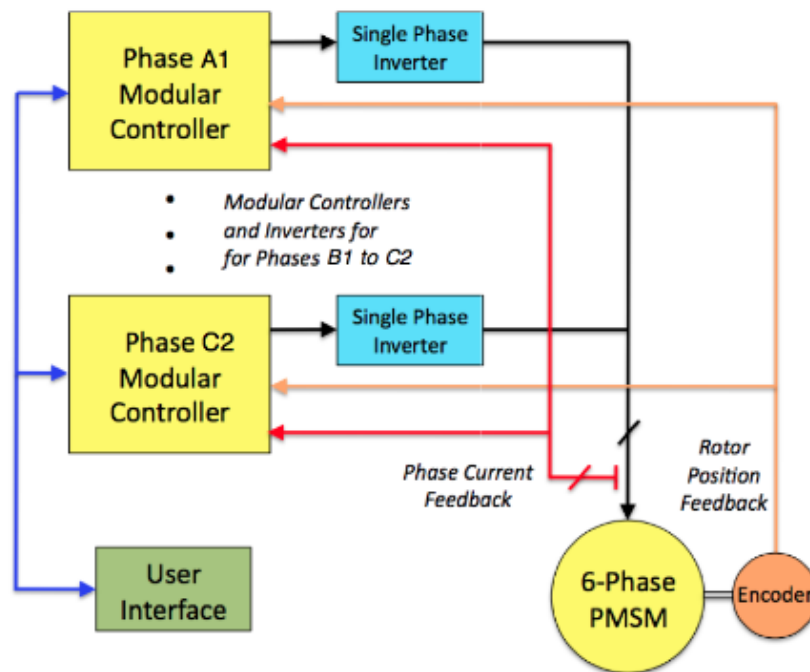 Phase A1
Modular
Controller
Single Phase
Inverter
Modular Controllers
and Inverters for
for Phases B1 to C2
Phase C2
Modular
Controller
Single Phase
Inverter
Phase Current
Feedback
Rotor
Position
Feedback
User
Interface
6-Phase
PMSM
Encoder